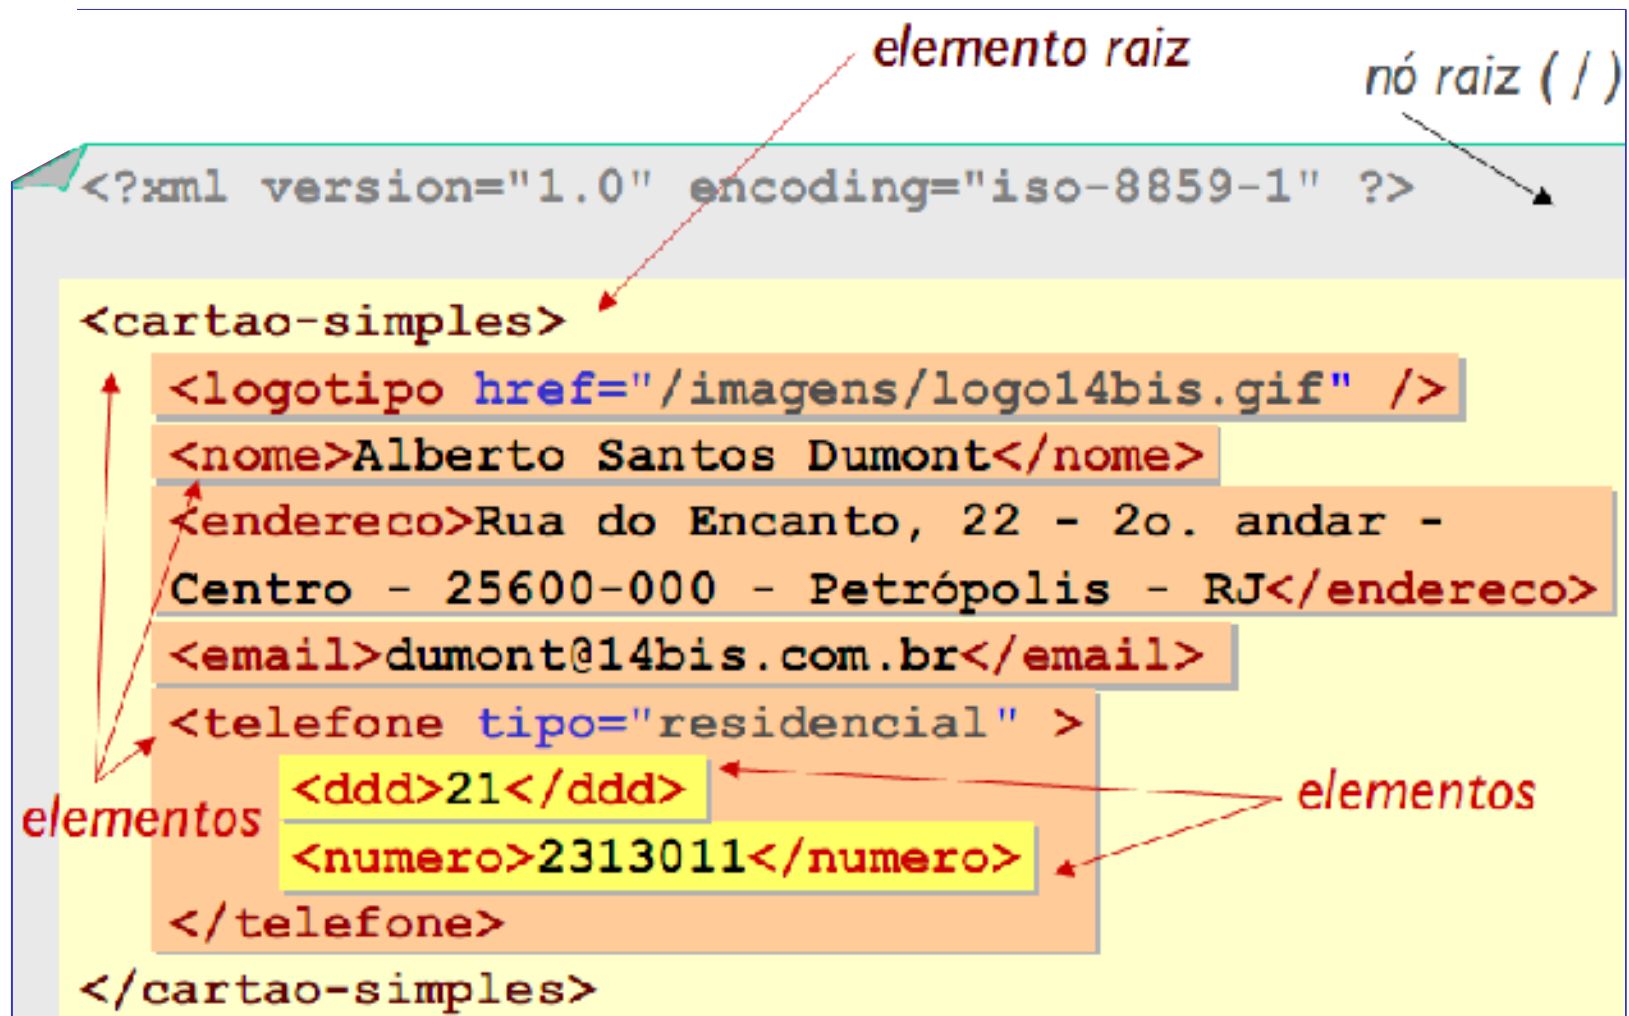 elemento raiz
nó raiz ( / )
<?xml version="1.0" encoding="iso-8859-1" ?>
<cartao-simples>
<logotipo href="/imagens/logo14bis.gif" />
<nome>Alberto Santos Dumont</nome>
<endereco>Rua do Encanto, 22 - 2o. andar -
Centro - 25600-000 - Petrópolis - RJ</endereco>
<email>dumont@14bis.com.br</email>
<telefone tipo="residencial" >
<ddd>21</ddd>
elementos
elementos
<numero>2313011</numero>
</telefone>
</cartao-simples>